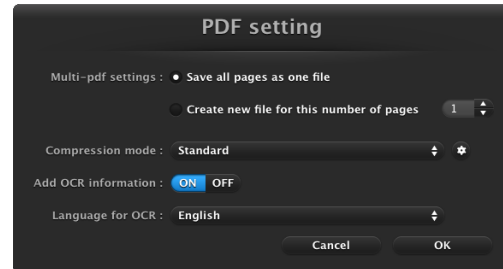 PDF setting
Multi-pdf settings : Save all pages as one file
Create new file for this number of pages 1
Compression mode : Standard
Add OCR information : ON OFF
Language for OCR : English
Cancel OK